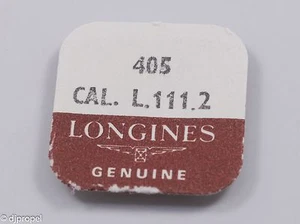 405
CAL. L.111.2
LONGINES
GENUINE
© djpropel